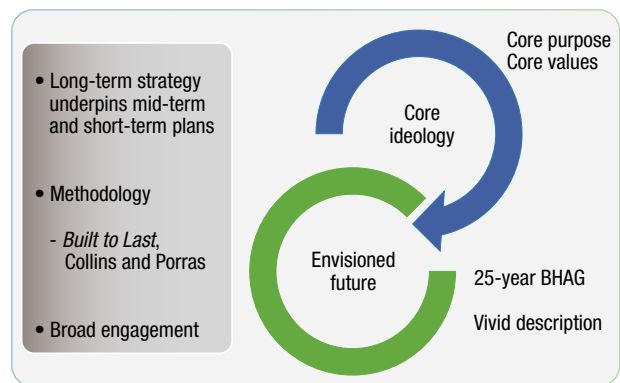 • Long-term strategy
underpins mid-term
and short-term plans
• Methodology
- Built to Last,
Collins and Porras
• Broad engagement
Core purpose
Core values
Core
ideology
Envisioned
future
25-year BHAG
Vivid description